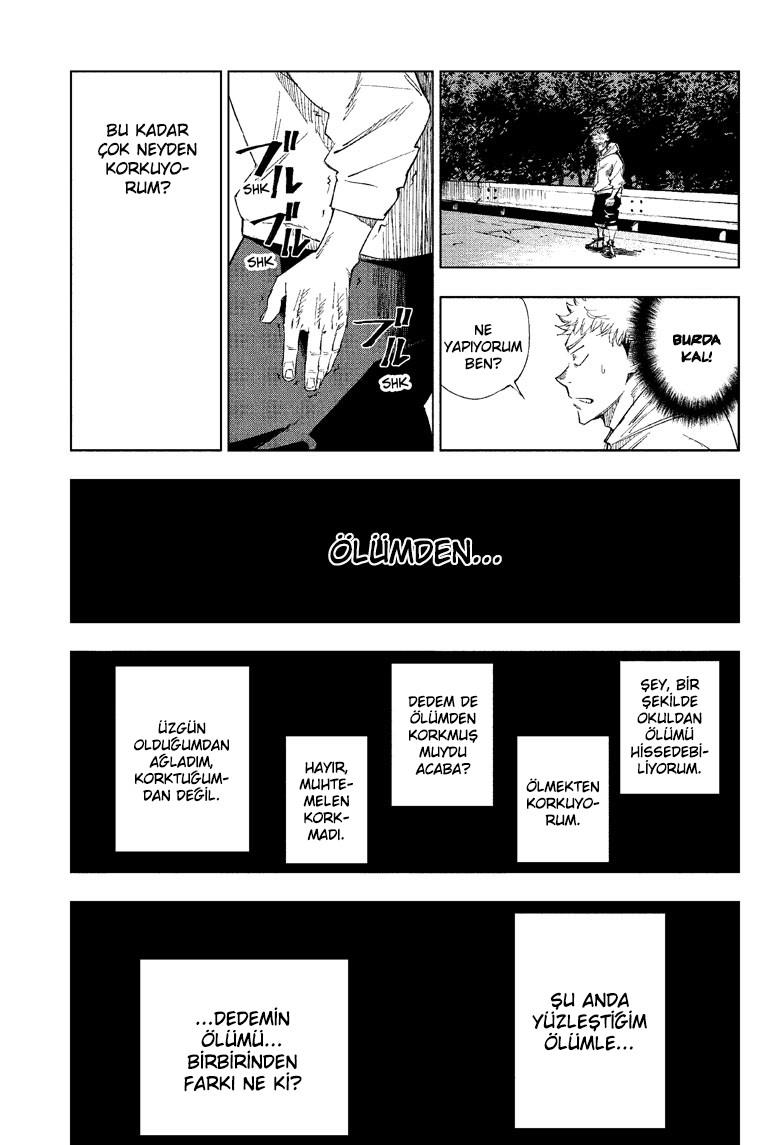 BURDA
KAL!
NE
YAPIYORUM
BEN?
ブル
SHK
ブル
SHK
ブル
SHK
BU KADAR
ÇOK NEYDEN
KORKUYO-
RUM?
ÖLÜMDEN...
ŞEY, BİR
ŞEKİLDE
OKULDAN
ÖLÜMÜ
HİSSEDEBİ-
LİYORUM.
ÖLMEKTEN
KORKUYO-
RUM.
DEDEM DE
ÖLÜMDEN
KORKMUŞ
MUYDU
ACABA?
HAYIR,
MUHTE-
MELEN
KORK-
MADI.
ÜZGÜN
OLDUĞUMDAN
AĞLADIM,
KORKTUĞUM-
DAN DEĞİL.
ŞU ANDA
YÜZLEŞTİĞİM
ÖLÜMLE...
...DEDEMİN
ÖLÜMÜ...
BİRBİRİNDEN
FARKI NE Kİ?